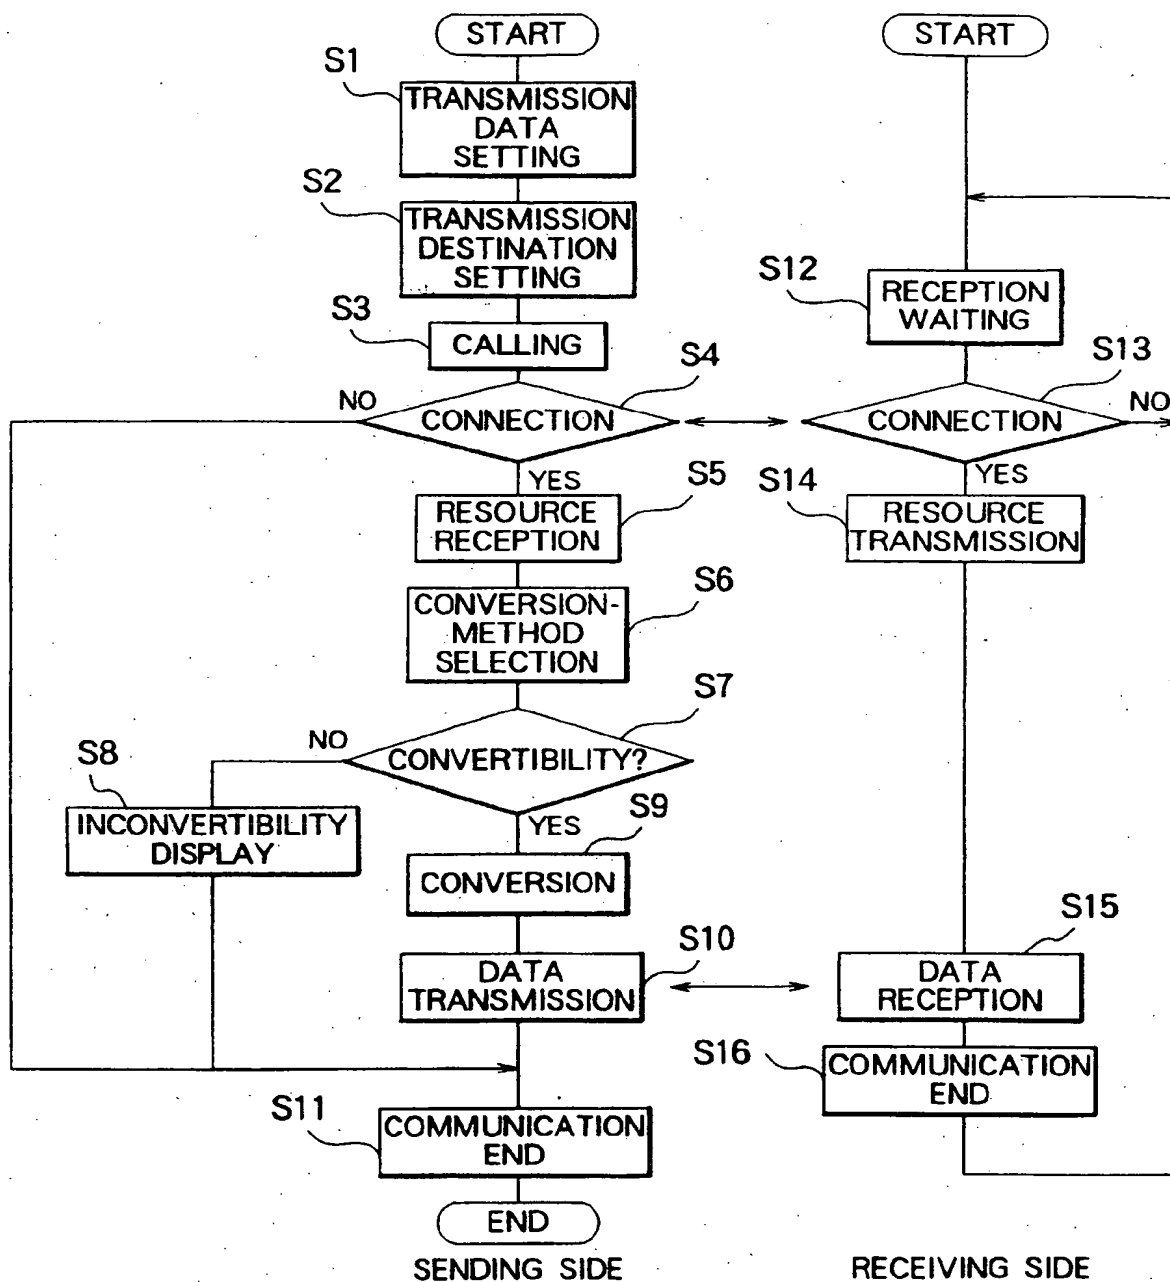 START
S1
TRANSMISSION
DATA
SETTING
S2
TRANSMISSION
DESTINATION
SETTING
S3
CALLING
S4
NO
CONNECTION
YES
S5
RESOURCE
RECEPTION
S6
CONVERSION-
METHOD
SELECTION
S7
NO
CONVERTIBILITY?
S8
INCONVERTIBILITY
DISPLAY
YES
S9
CONVERSION
S10
DATA
TRANSMISSION
S11
COMMUNICATION
END
END
SENDING SIDE
START
S12
RECEPTION
WAITING
S13
CONNECTION
NO
YES
S14
RESOURCE
TRANSMISSION
S15
DATA
RECEPTION
S16
COMMUNICATION
END
RECEIVING SIDE